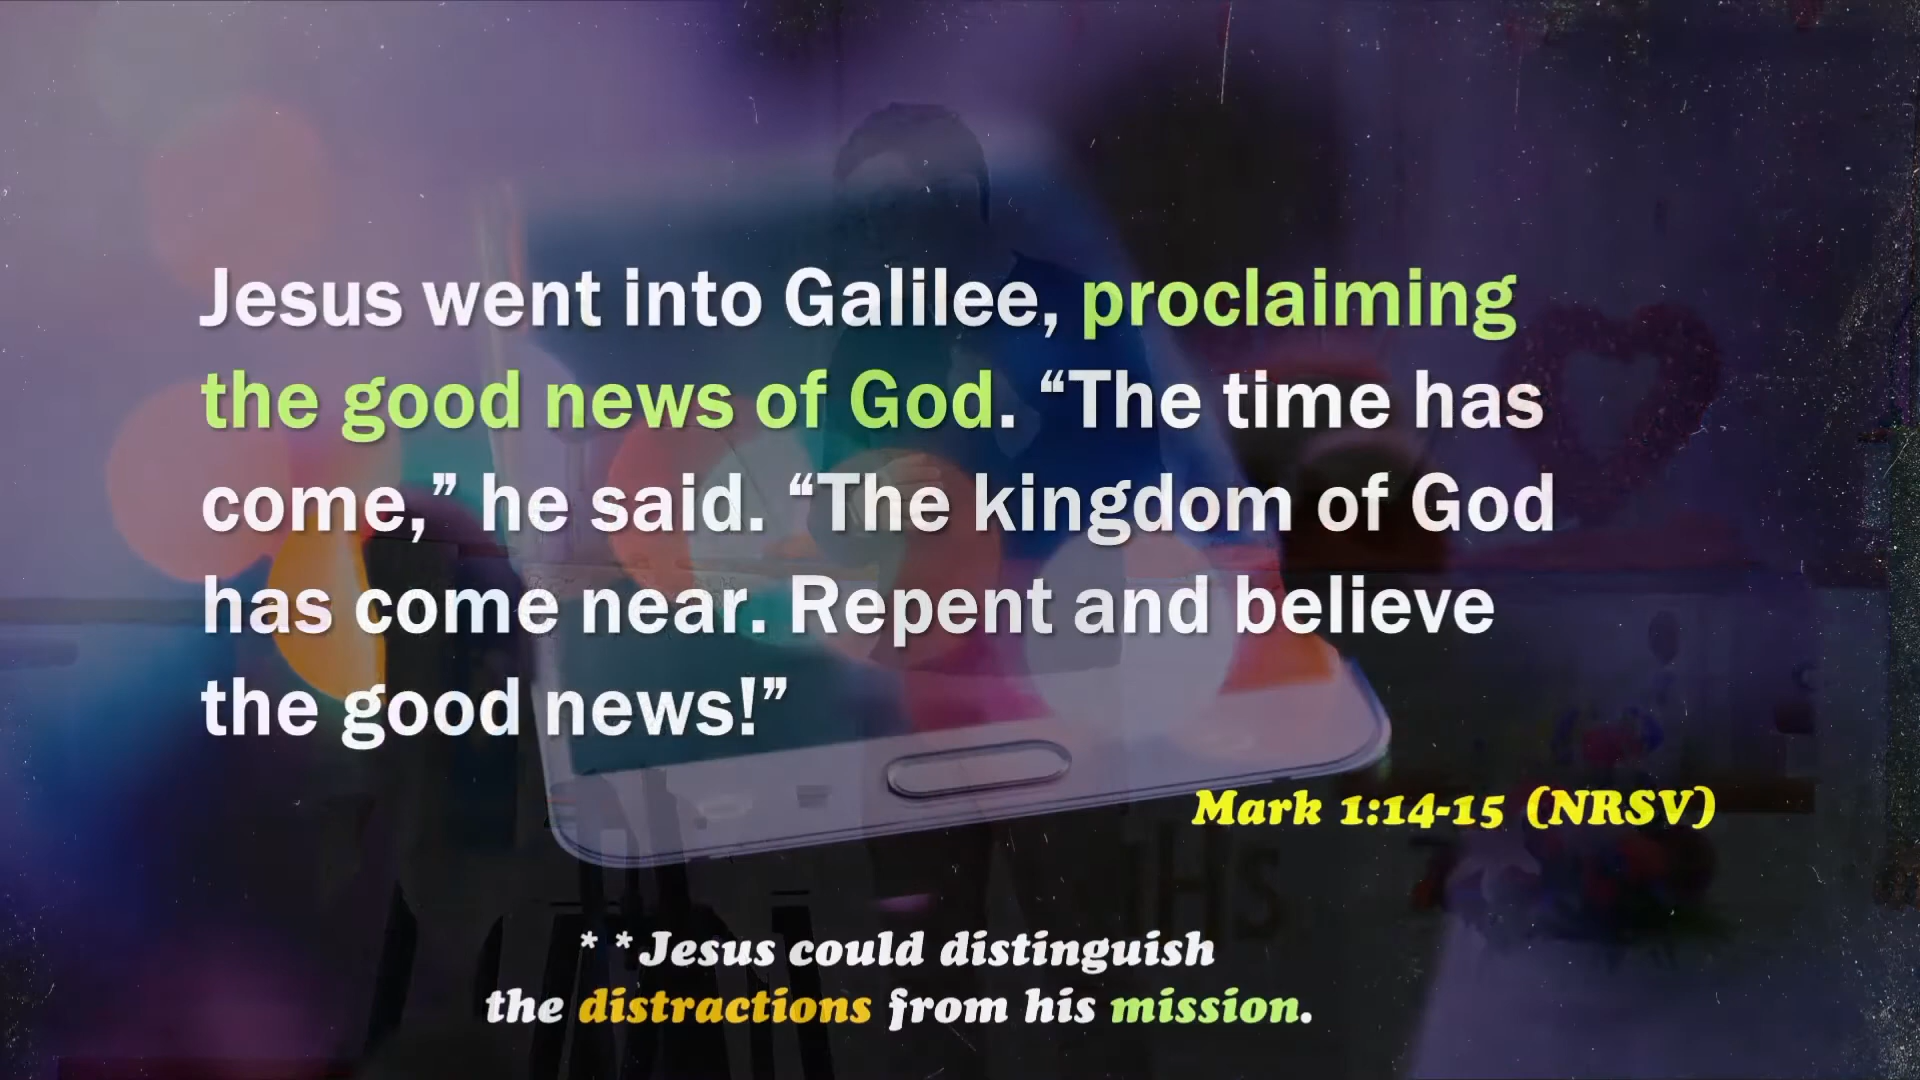 Jesus went into Galilee, proclaiming
the good news of God. “The time has
come,” he said. “The kingdom of God
has come near. Repent and believe
the good news!”
Mark 1:14-15 (NRSV)
* *Jesus could distinguish
the distractions from his mission.